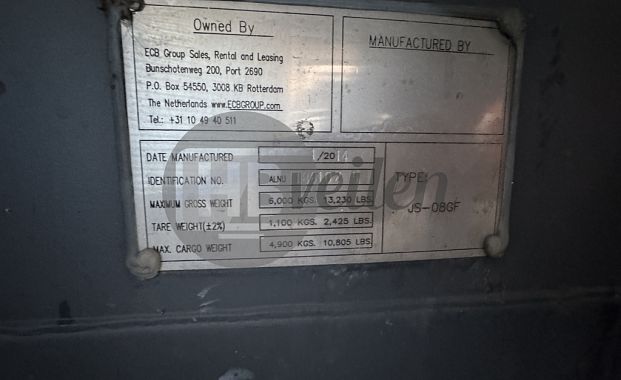 Owned By
ECB Group Sales, Rental and Leasing
Bunschotenweg 200, Port 2690
P.O. Box 54550, 3008 KB Rotterdam
The Netherlands www.ECBGROUP.com
Tel.: +31 10 49 40 511
MANUFACTURED BY
DATE MANUFACTURED /2014
IDENTIFICATION NO. ALNU
MAXIMUM GROSS WEIGHT 6,000 KGS. 13,230 LBS.
TARE WEIGHT(±2%) 1,100 KGS. 2,425 LBS.
MAX. CARGO WEIGHT 4,900 KGS. 10,805 LBS.
TYPE:
JS-08GF
veilen